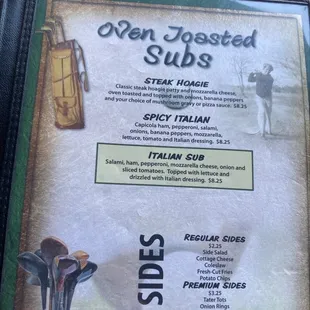 Oven Toasted
Subs
STEAK HOAGIE
Classic steak hoagie patty and mozzarella cheese,
oven toasted and topped with onions, banana peppers
and your choice of mushroom gravy or pizza sauce. $8.25
SPICY ITALIAN
Capicola ham, pepperoni, salami,
onions, banana peppers, mozzarella,
lettuce, tomato and Italian dressing. $8.25
ITALIAN SUB
Salami, ham, pepperoni, mozzarella cheese, onion and
sliced tomatoes. Topped with lettuce and
drizzled with Italian dressing. $8.25
SIDES
REGULAR SIDES
$2.25
Side Salad
Cottage Cheese
Coleslaw
Fresh-Cut Fries
Potato Chips
PREMIUM SIDES
$3.25
Tater Tots
Onion Rings